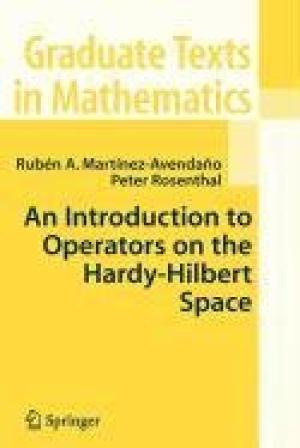 Graduate Texts
in Mathematics
Rubén A. Martínez-Avendaño
Peter Rosenthal
An Introduction to
Operators on the
Hardy-Hilbert
Space
Springer